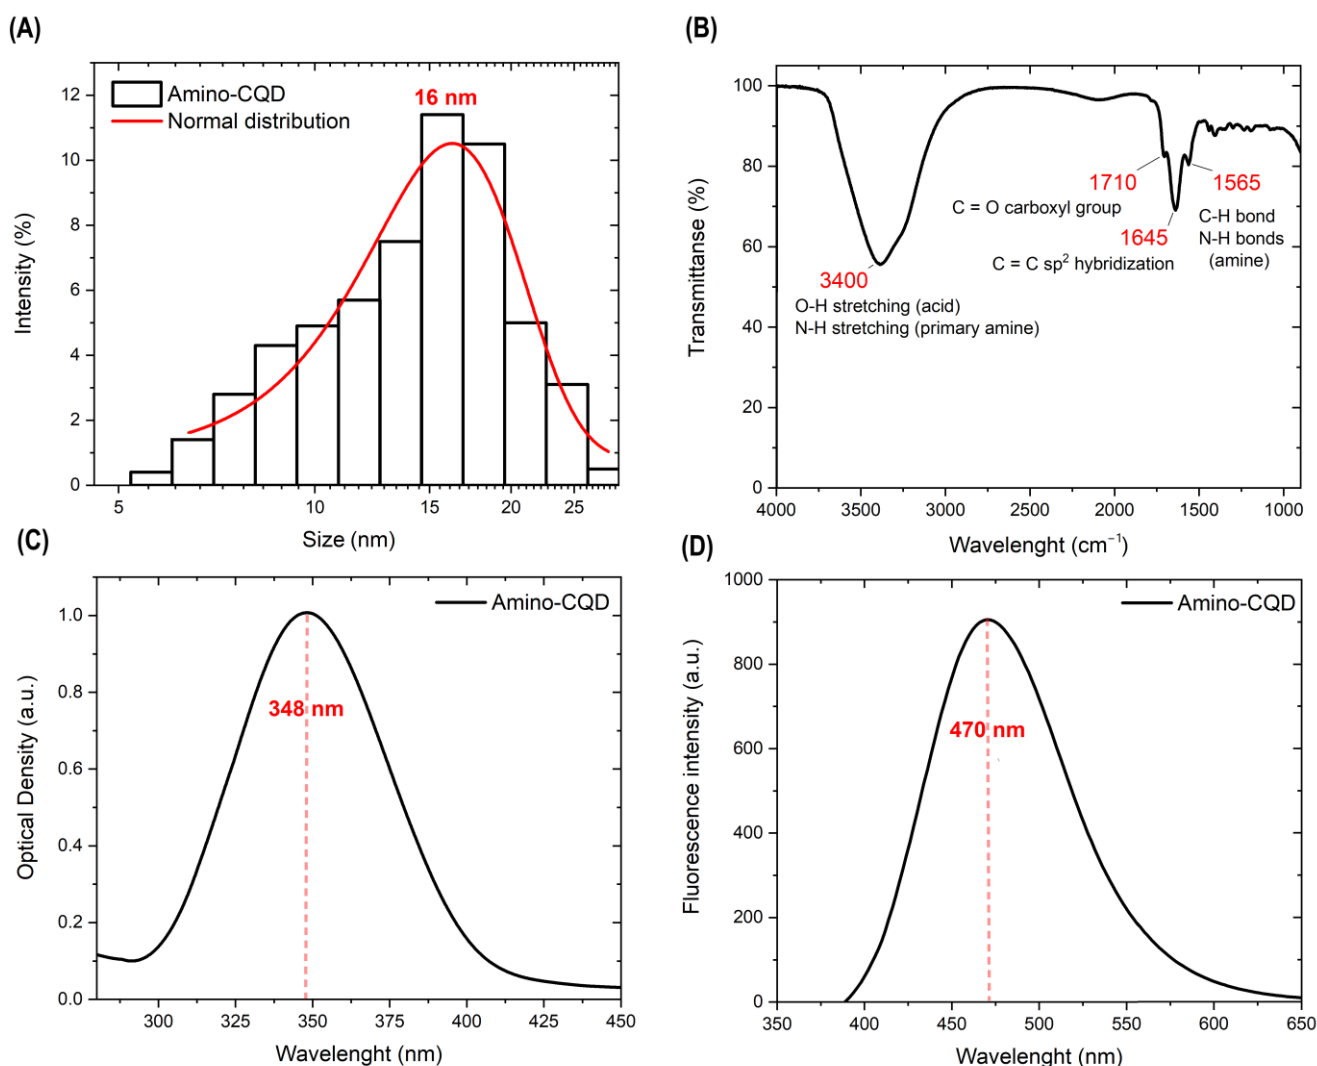 (A)
Amino-CQD
Normal distribution
16 nm
12
10
8
6
4
2
0
Intensity (%)
5
10
15
20
25
Size (nm)
(B)
100
80
60
40
20
0
Transmittanse (%)
1710
1565
C = O carboxyl group
C-H bond
N-H bonds
(amine)
1645
C = C sp² hybridization
3400
O-H stretching (acid)
N-H stretching (primary amine)
4000
3500
3000
2500
2000
1500
1000
Wavelenght (cm⁻¹)
(C)
Amino-CQD
348 nm
1.0
0.8
0.6
0.4
0.2
0.0
Optical Density (a.u.)
300
325
350
375
400
425
450
Wavelenght (nm)
(D)
Amino-CQD
470 nm
1000
900
800
700
600
500
400
300
200
100
0
Fluorescence intensity (a.u.)
350
400
450
500
550
600
650
Wavelenght (nm)